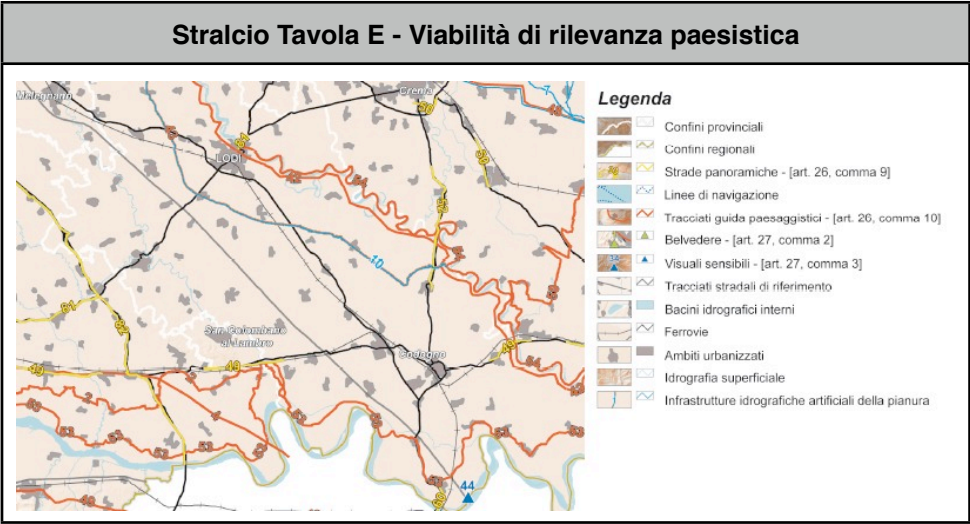 Stralcio Tavola E - Viabilità di rilevanza paesistica
Melegnano
Crema
LODI
10
San Colombano
al Lambro
Codogno
44
Legenda
Confini provinciali
Confini regionali
Strade panoramiche - [art. 26, comma 9]
Linee di navigazione
Tracciati guida paesaggistici - [art. 26, comma 10]
Belvedere - [art. 27, comma 2]
Visuali sensibili - [art. 27, comma 3]
Tracciati stradali di riferimento
Bacini idrografici interni
Ferrovie
Ambiti urbanizzati
Idrografia superficiale
Infrastrutture idrografiche artificiali della pianura